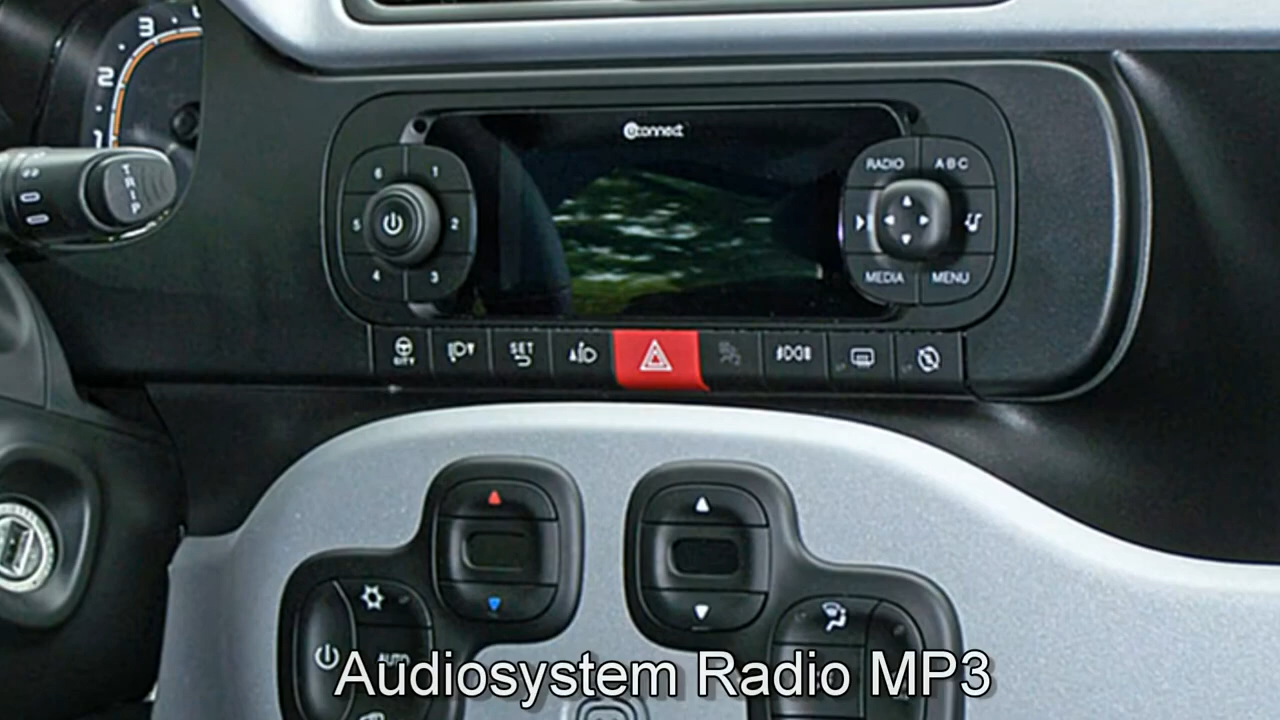 3
2
1
TRIP
uconnect
6 1
5 2
4 3
RADIO ABC
MEDIA MENU
CITY
SET
AUTO
Audiosystem Radio MP3